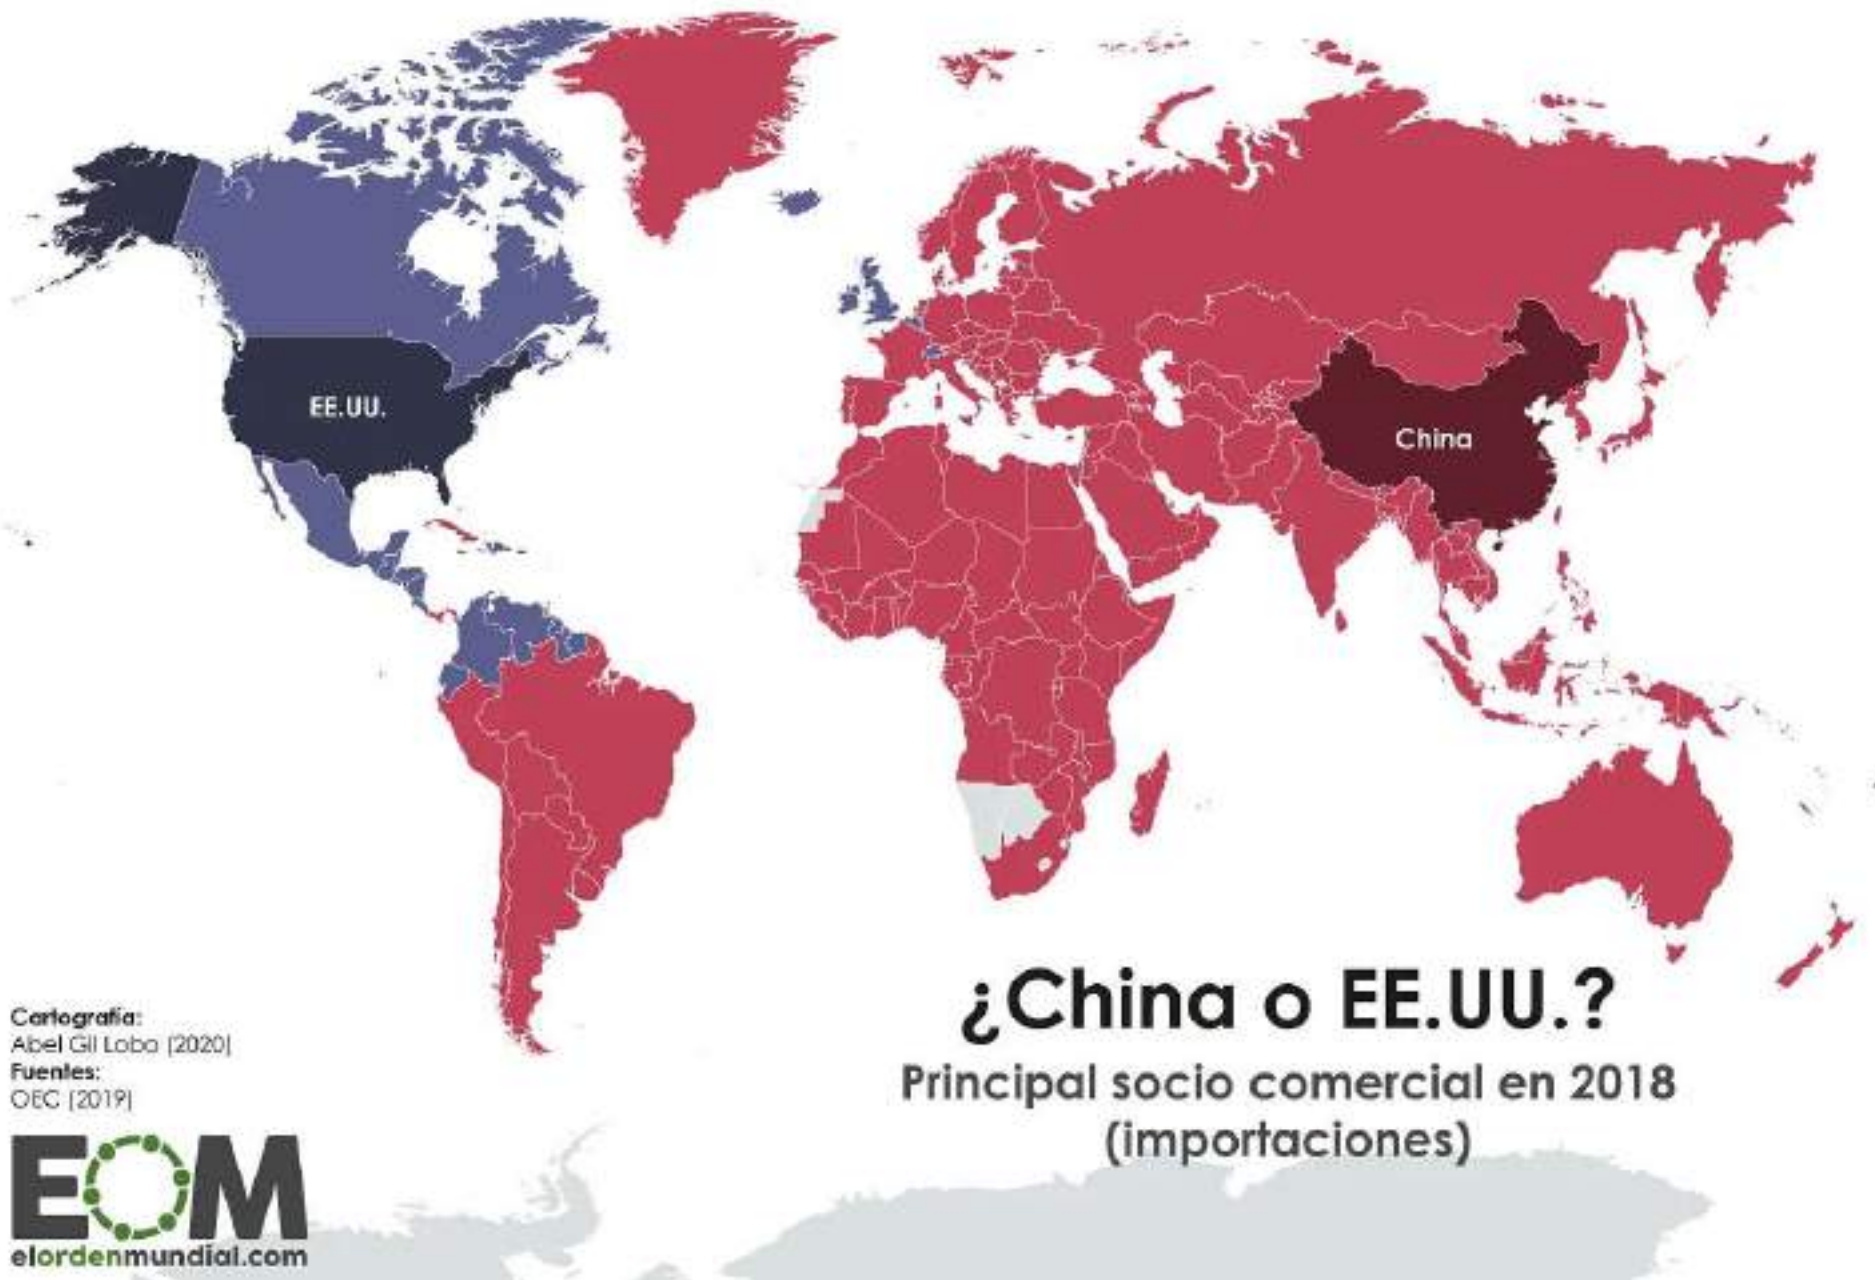 EE.UU.
China
¿China o EE.UU.?
Principal socio comercial en 2018
(importaciones)
Cartografía:
Abel Gil Lobo (2020)
Fuentes:
OEC (2019)
EOM
elordenmundial.com